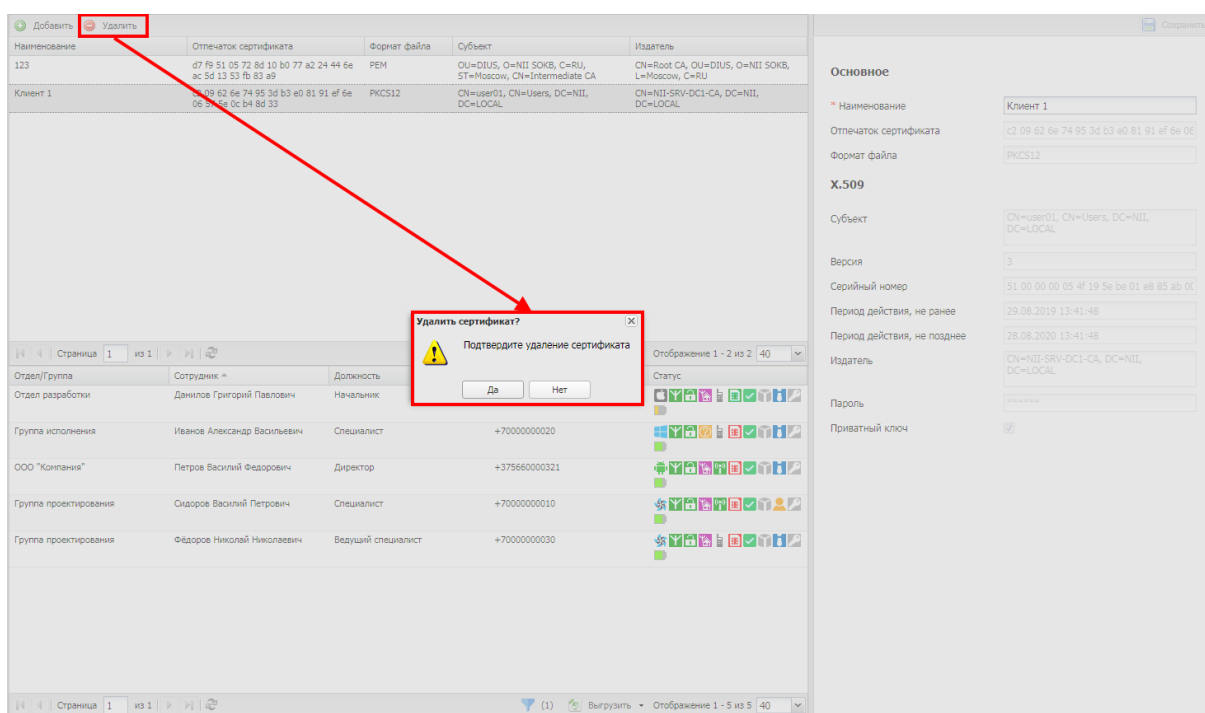 Добавить Удалить
Сохранить
Наименование Отпечаток сертификата Формат файла Субъект Издатель
123 d7 f9 51 05 72 8d 10 b0 77 a2 24 44 6e PEM OU=DIUS, O=NII SOKB, C=RU, CN=Root CA, OU=DIUS, O=NII SOKB,
ac 5d 13 53 fb 83 a9 ST=Moscow, CN=Intermediate CA L=Moscow, C=RU
Клиент 1 c2 09 62 6e 74 95 3d b3 e0 81 91 ef 6e PKCS12 CN=user01, CN=Users, DC=NII, CN=NII-SRV-DC1-CA, DC=NII,
06 57 5e 0c b4 8d 33 DC=LOCAL DC=LOCAL
Удалить сертификат?
Подтвердите удаление сертификата
Да Нет
Страница 1 из 1 Отображение 1 - 2 из 2 40
Отдел/Группа Сотрудник Должность Статус
Отдел разработки Данилов Григорий Павлович Начальник
Группа исполнения Иванов Александр Васильевич Специалист +70000000020
ООО "Компания" Петров Василий Федорович Директор +375660000321
Группа проектирования Сидоров Василий Петрович Специалист +70000000010
Группа проектирования Фёдоров Николай Николаевич Ведущий специалист +70000000030
Страница 1 из 1 (1) Выгрузить Отображение 1 - 5 из 5 40
Основное
* Наименование Клиент 1
Отпечаток сертификата c2 09 62 6e 74 95 3d b3 e0 81 91 ef 6e 06
Формат файла PKCS12
X.509
Субъект CN=user01, CN=Users, DC=NII,
DC=LOCAL
Версия 3
Серийный номер 51 00 00 00 05 4f 19 5e be 01 e8 85 ab
Период действия, не ранее 29.08.2019 13:41:46
Период действия, не позднее 28.08.2020 13:41:46
Издатель CN=NII-SRV-DC1-CA, DC=NII,
DC=LOCAL
Пароль ******
Приватный ключ